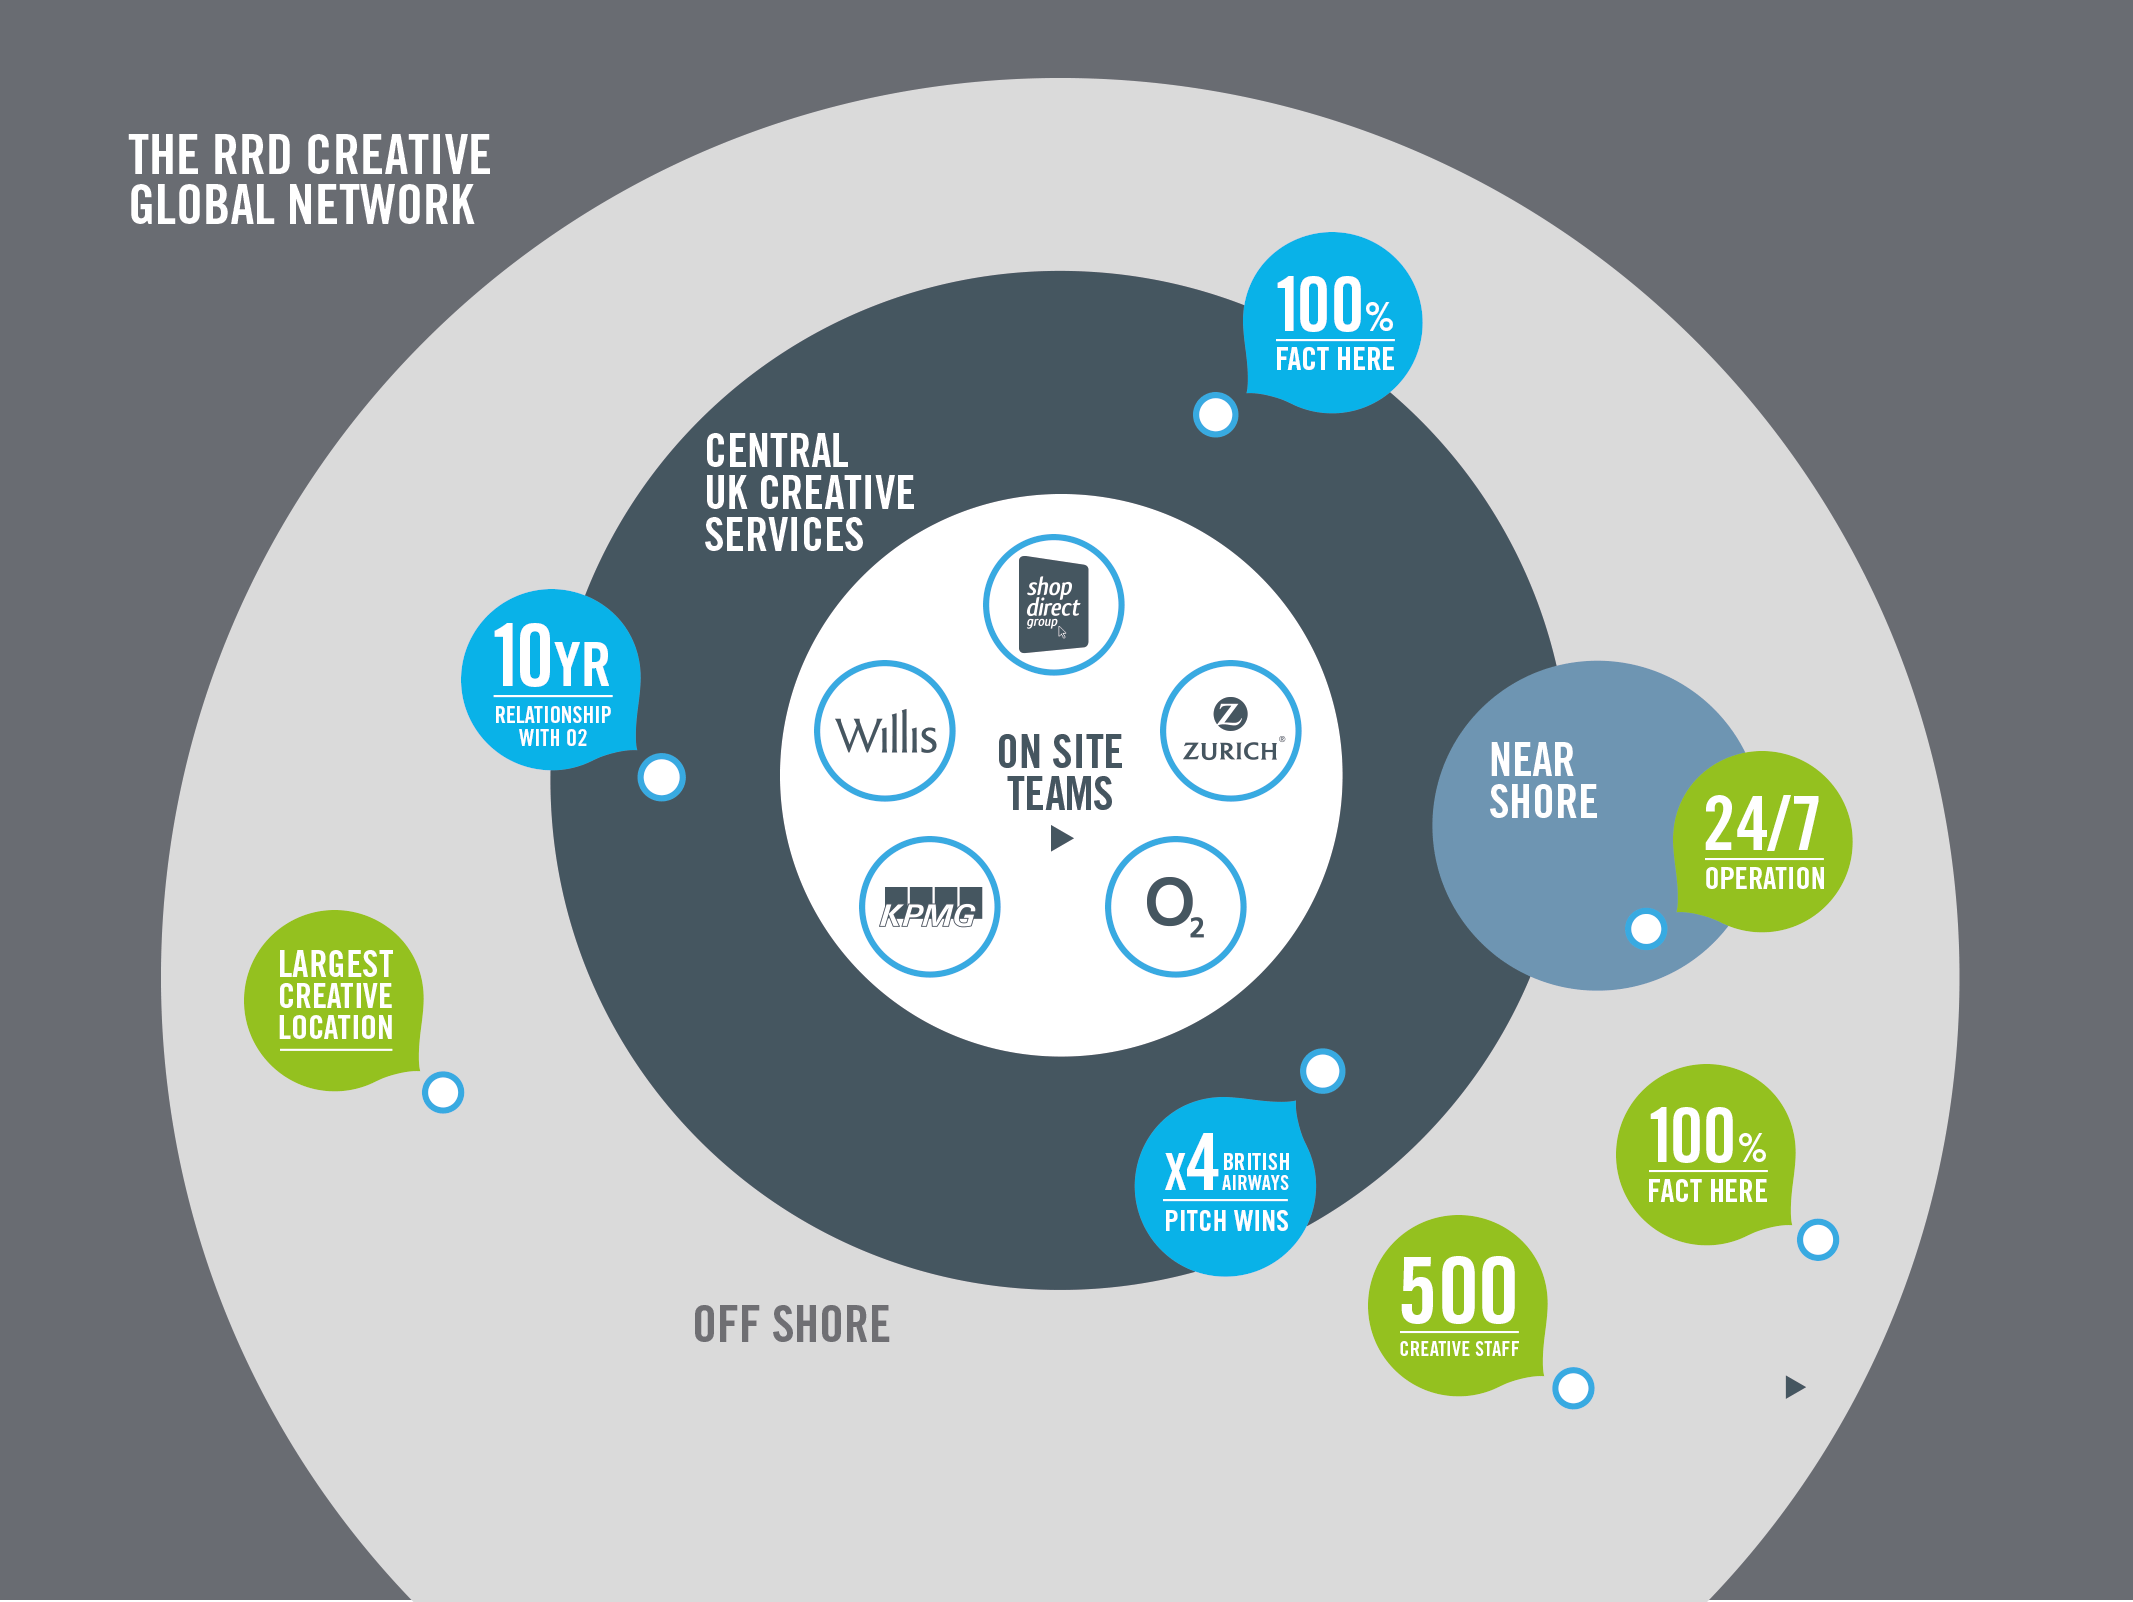 THE RRD CREATIVE
GLOBAL NETWORK
100%
FACT HERE
CENTRAL
UK CREATIVE
SERVICES
shop
direct
group
10YR
RELATIONSHIP
WITH O2
Willis
ZURICH®
ON SITE
TEAMS
KPMG
O2
NEAR
SHORE
24/7
OPERATION
LARGEST
CREATIVE
LOCATION
x4 BRITISH
AIRWAYS
PITCH WINS
100%
FACT HERE
500
CREATIVE STAFF
OFF SHORE